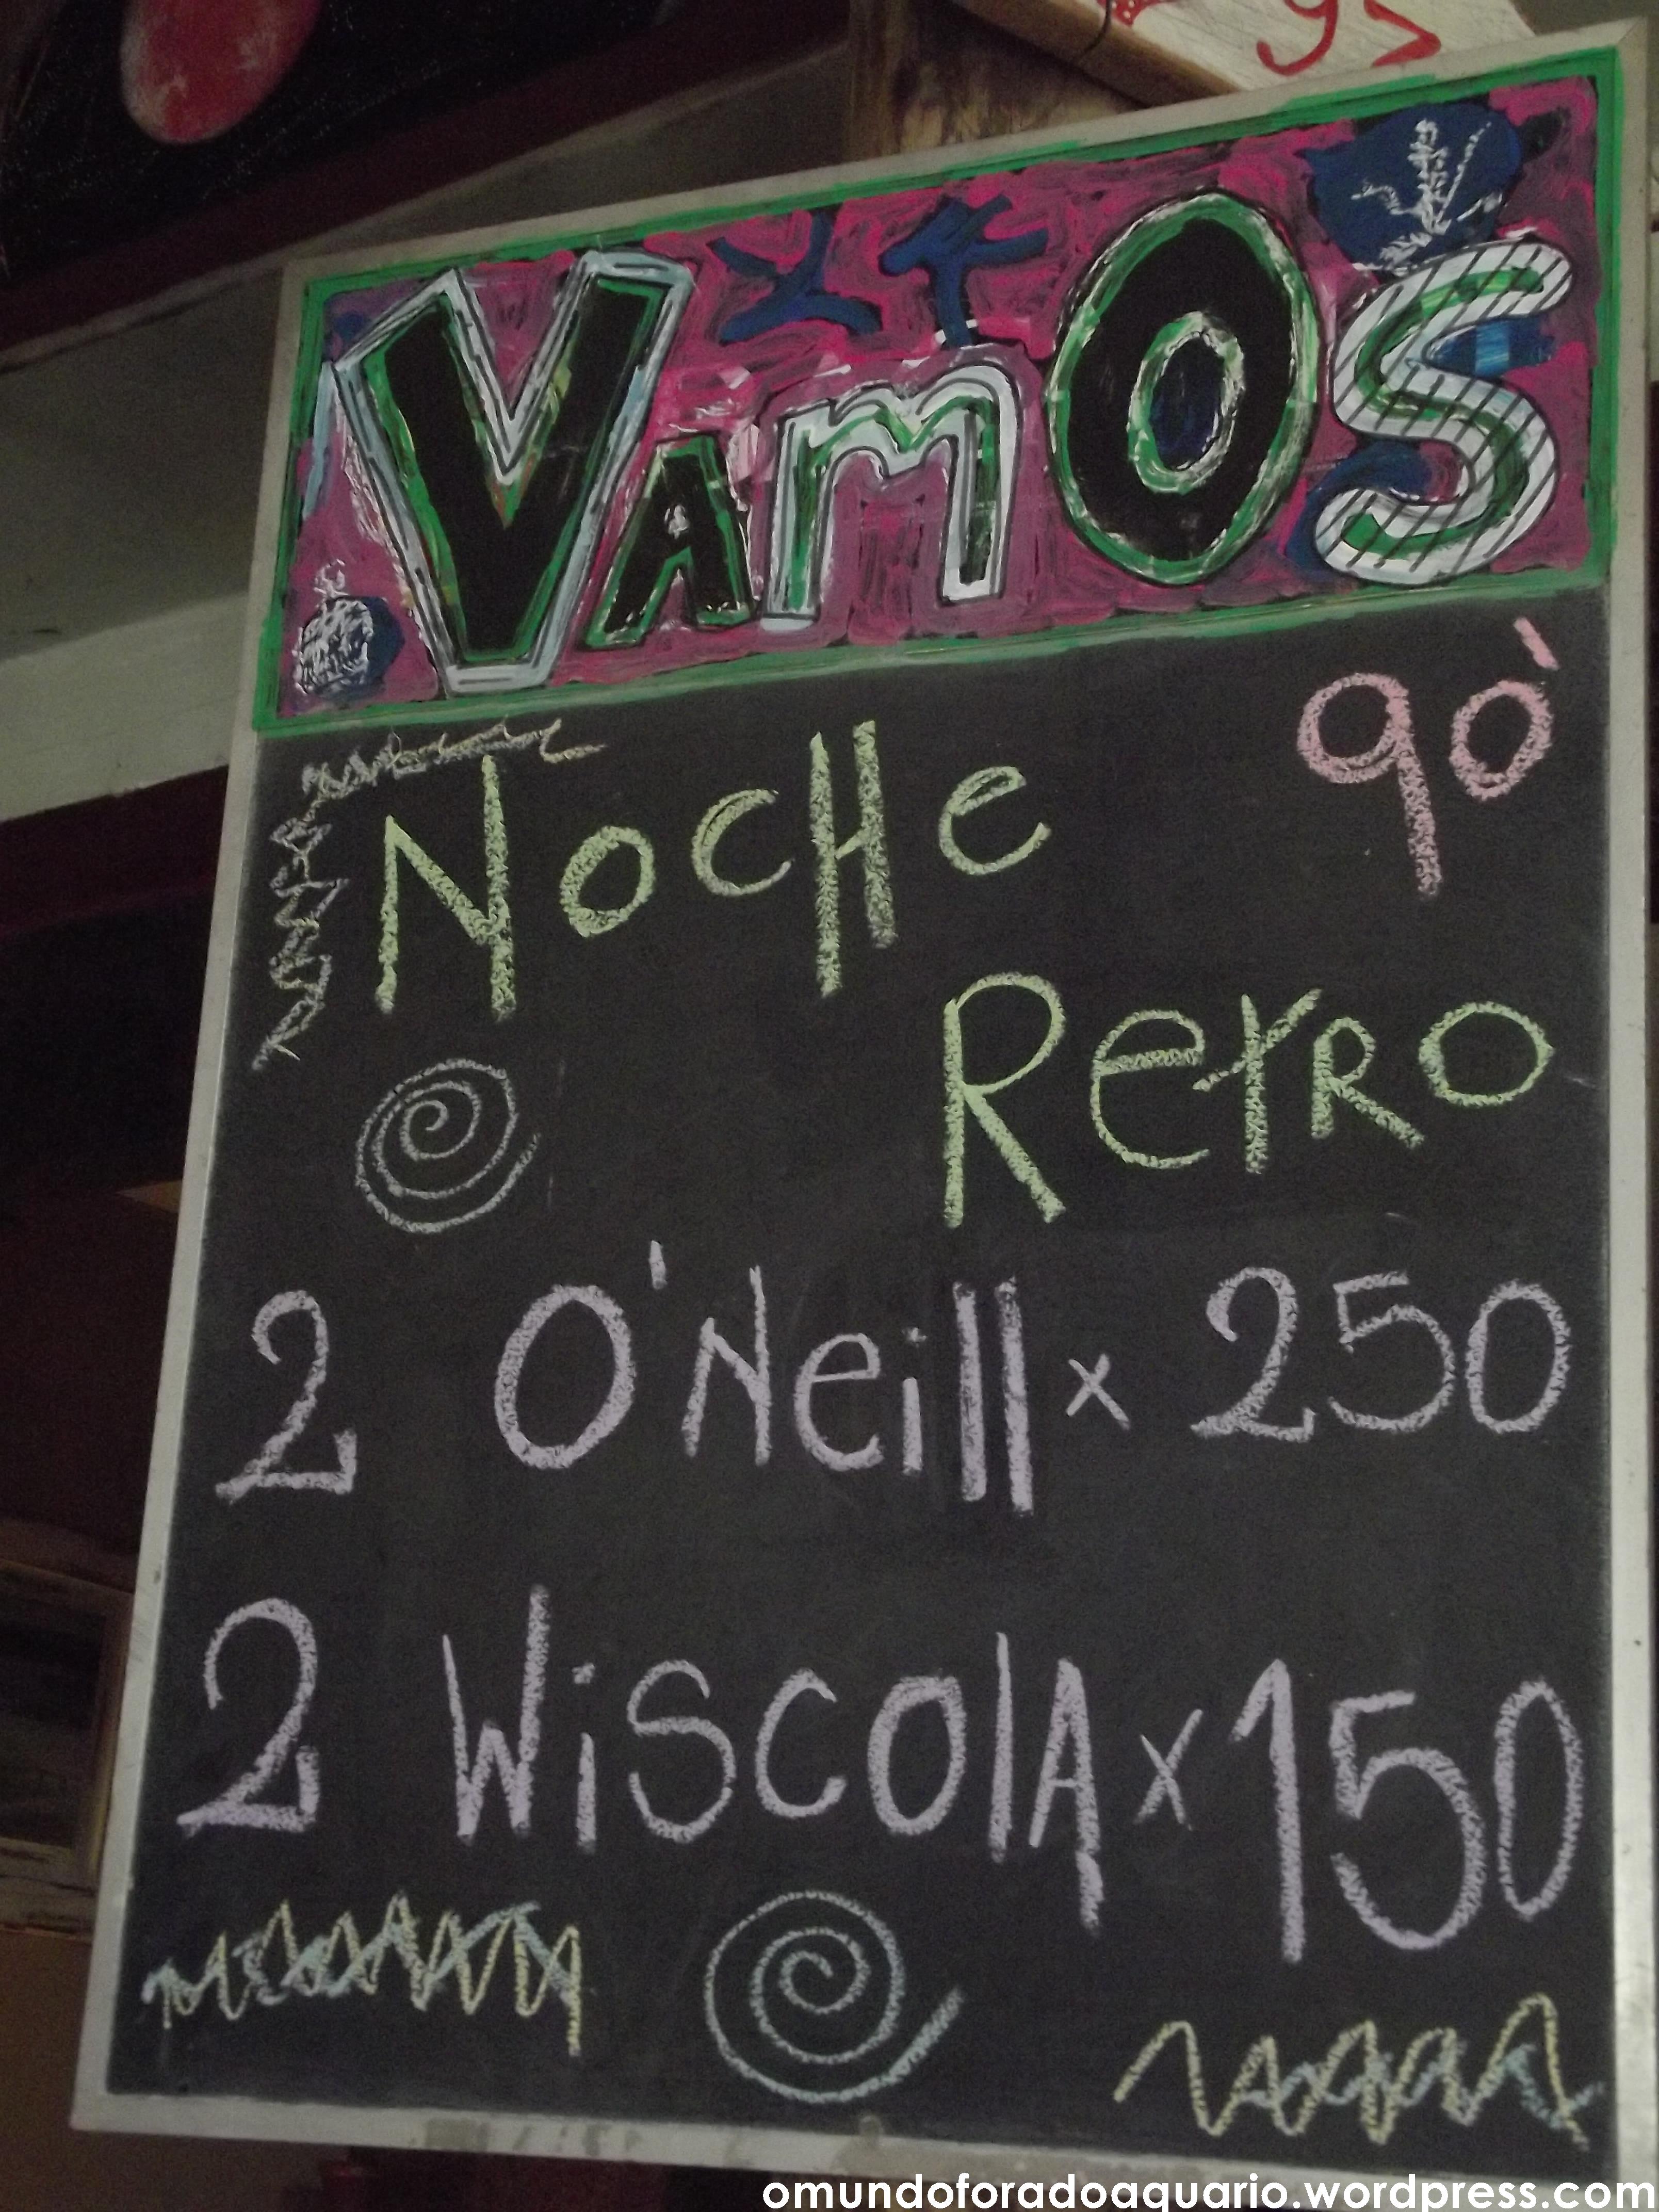 VAMOS
90'
NOCHe
ReTRO
2 O'Neill x 250
2 WiSCOlA x 150
omundoforadoaquario.wordpress.com